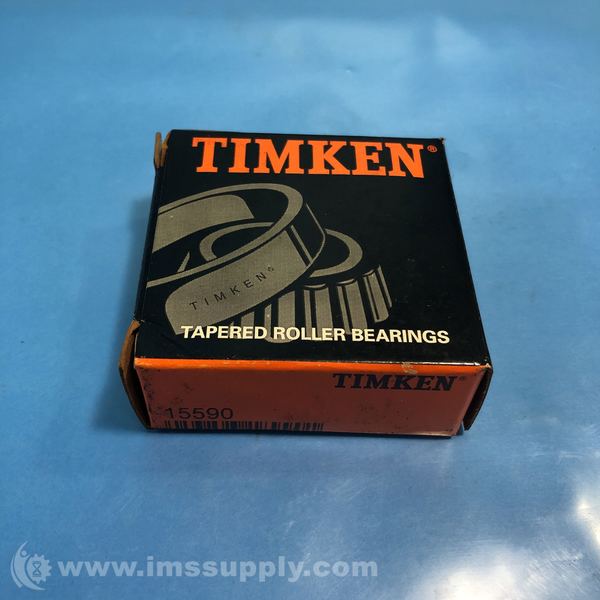 TIMKEN®
TIMKEN®
TAPERED ROLLER BEARINGS
TIMKEN®
15590
www.imssupply.com